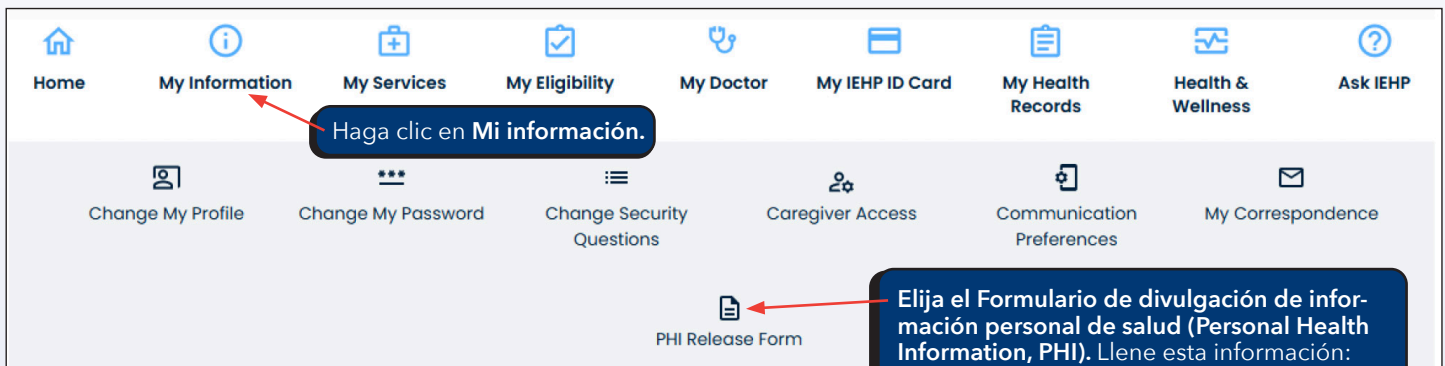 Home
My Information
My Services
My Eligibility
My Doctor
My IEHP ID Card
My Health
Records
Health &
Wellness
Ask IEHP
Haga clic en Mi información.
Change My Profile
Change My Password
Change Security
Questions
Caregiver Access
Communication
Preferences
My Correspondence
PHI Release Form
Elija el Formulario de divulgación de infor-
mación personal de salud (Personal Health
Information, PHI). Llene esta información: